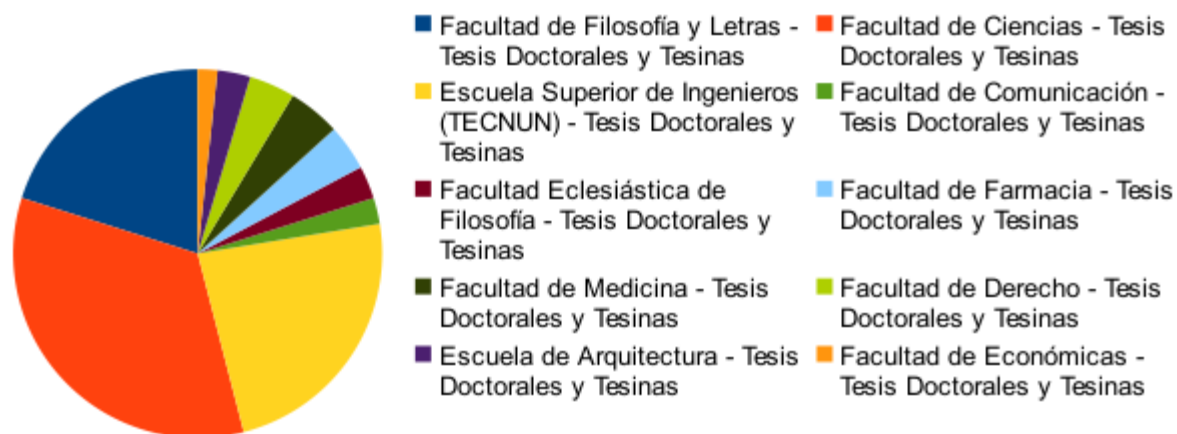 Facultad de Filosofía y Letras -
Tesis Doctorales y Tesinas
Facultad de Ciencias - Tesis
Doctorales y Tesinas
Escuela Superior de Ingenieros
(TECNUN) - Tesis Doctorales y
Tesinas
Facultad de Comunicación -
Tesis Doctorales y Tesinas
Facultad Eclesiástica de
Filosofía - Tesis Doctorales y
Tesinas
Facultad de Farmacia - Tesis
Doctorales y Tesinas
Facultad de Medicina - Tesis
Doctorales y Tesinas
Facultad de Derecho - Tesis
Doctorales y Tesinas
Escuela de Arquitectura - Tesis
Doctorales y Tesinas
Facultad de Económicas -
Tesis Doctorales y Tesinas